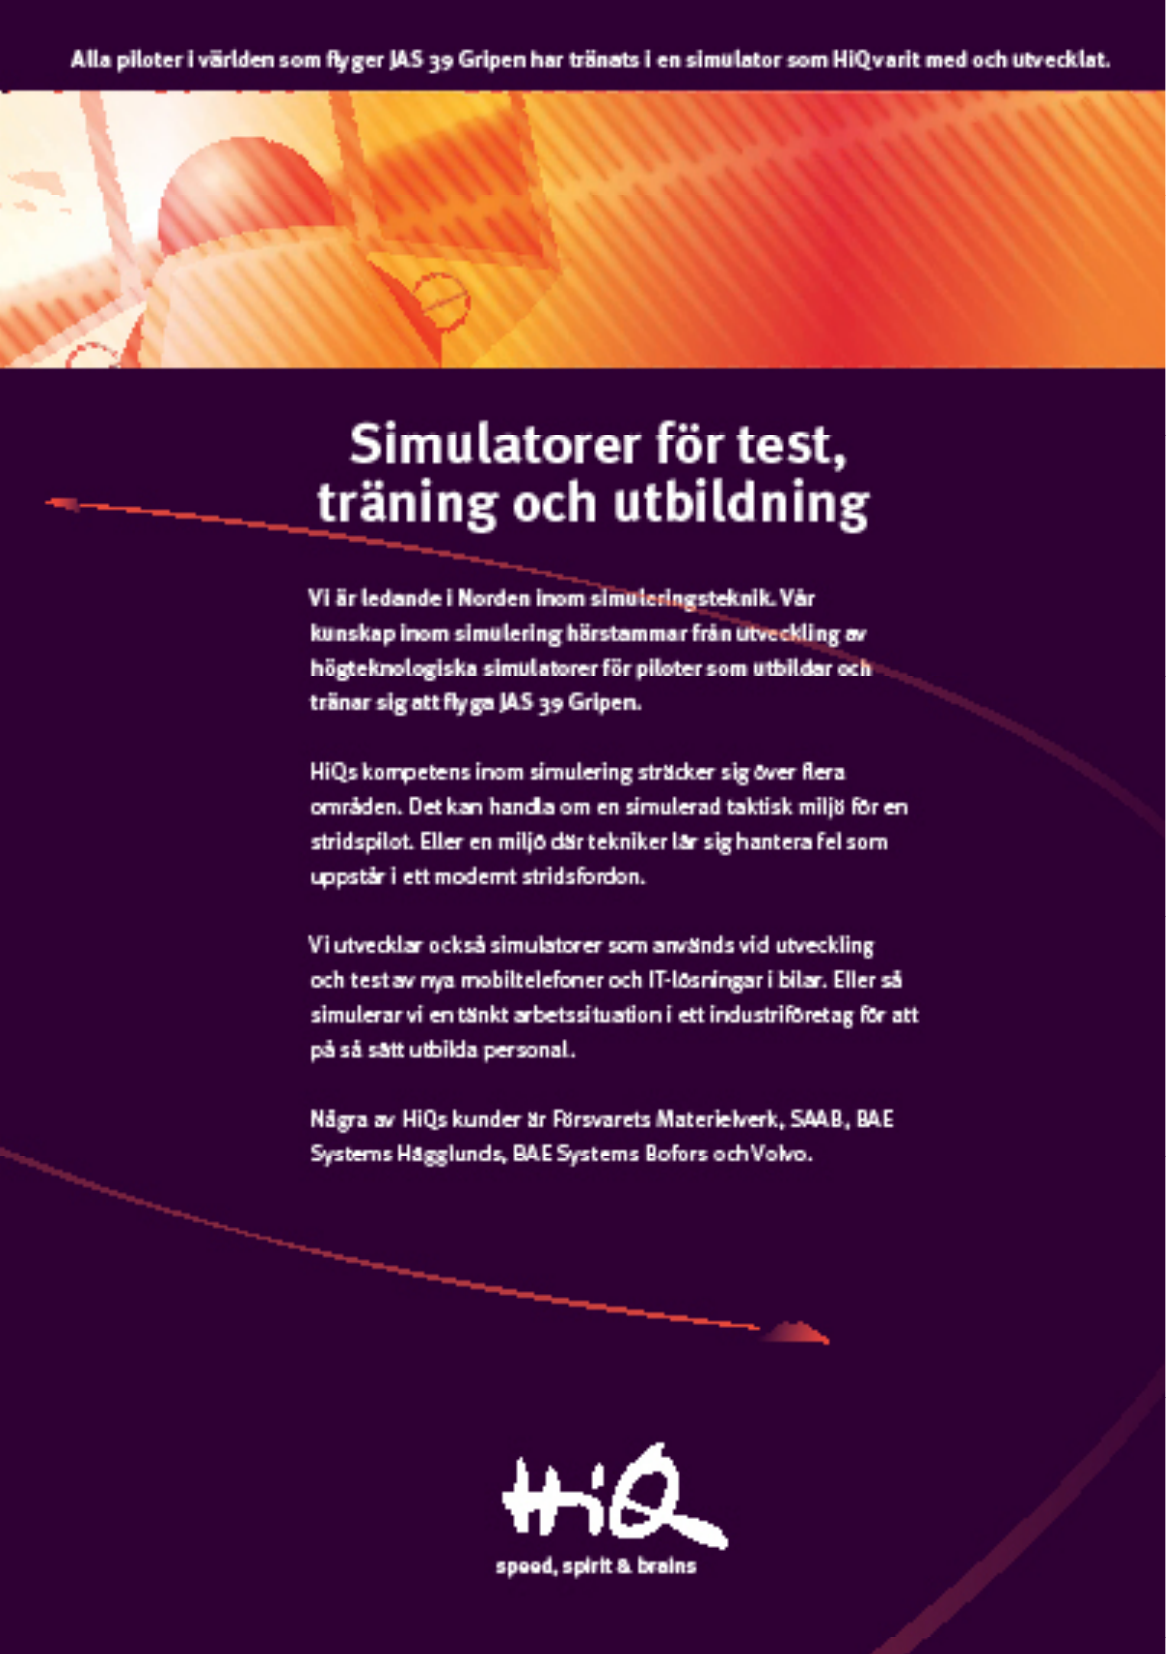 Alla piloter i världen som flyger JAS 39 Gripen har tränats i en simulator som HiQ varit med och utvecklat.
Simulatorer för test,
träning och utbildning
Vi är ledande i Norden inom simuleringsteknik. Vår
kunskap inom simulering härstammar från utveckling av
högteknologiska simulatorer för piloter som utbildar och
tränar sig att flyga JAS 39 Gripen.
HiQs kompetens inom simulering sträcker sig över flera
områden. Det kan handla om en simulerad taktisk miljö för en
stridspilot. Eller en miljö där tekniker lär sig hantera fel som
uppstår i ett modernt stridsfordon.
Vi utvecklar också simulatorer som används vid utveckling
och test av nya mobiltelefoner och IT-lösningar i bilar. Eller så
simulerar vi en tänkt arbetssituation i ett industriföretag för att
på så sätt utbilda personal.
Några av HiQs kunder är Försvarets Materielverk, SAAB, BAE
Systems Hägglunds, BAE Systems Bofors och Volvo.
HiQ
speed, spirit & brains